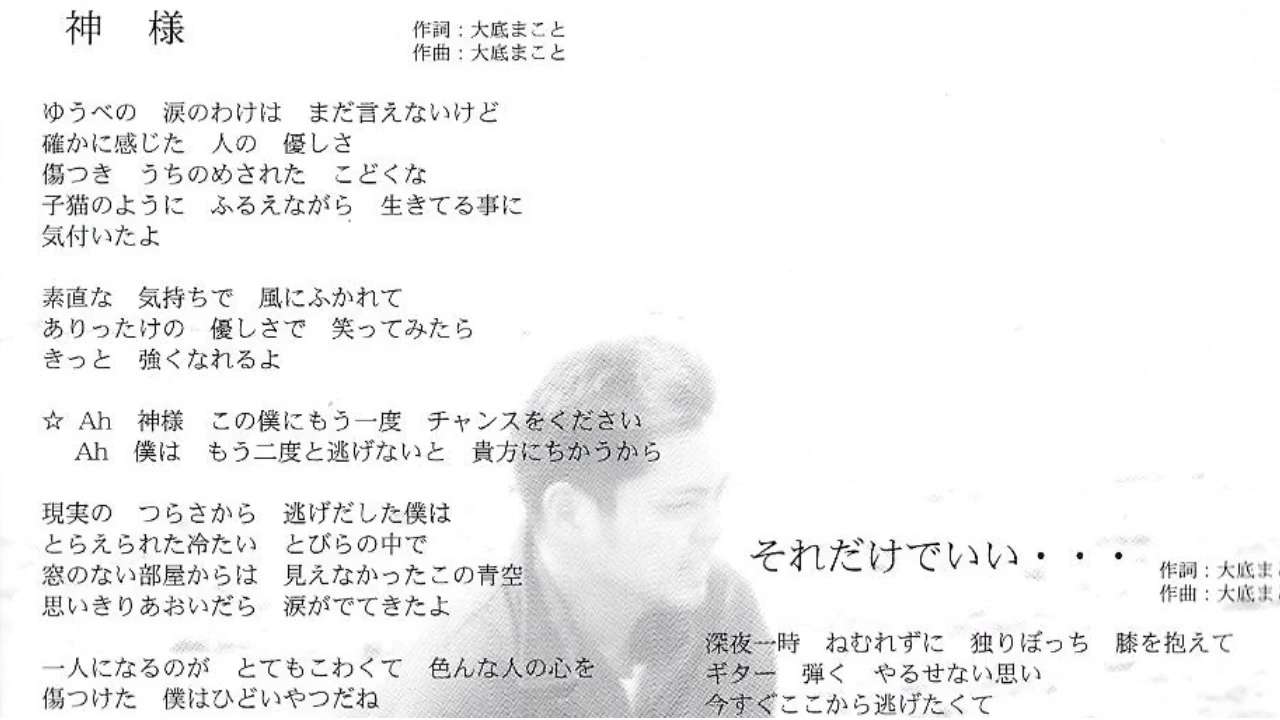 神　様
作詞：大底まこと
作曲：大底まこと
ゆうべの　涙のわけは　まだ言えないけど
確かに感じた　人の　優しさ
傷つき　うちのめされた　こどくな
子猫のように　ふるえながら　生きてる事に
気付いたよ
素直な　気持ちで　風にふかれて
ありったけの　優しさで　笑ってみたら
きっと　強くなれるよ
☆ Ah　神様　この僕にもう一度　チャンスをください
Ah　僕は　もう二度と逃げないと　貴方にちかうから
現実の　つらさから　逃げだした僕は
とらえられた冷たい　とびらの中で
窓のない部屋からは　見えなかったこの青空
思いきりあおいだら　涙がでてきたよ
一人になるのが　とてもこわくて　色んな人の心を
傷つけた　僕はひどいやつだね
それだけでいい・・・
作詞：大底まこ
作曲：大底まこ
深夜一時　ねむれずに　独りぼっち　膝を抱えて
ギター　弾く　やるせない思い
今すぐここから逃げたくて